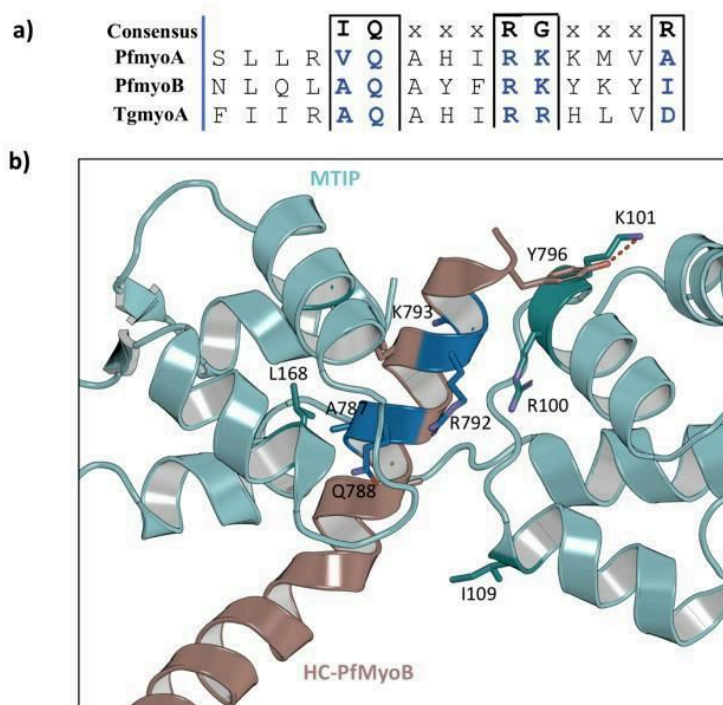 a)
Consensus I Q x x x R G x x x R
PfmyoA S L L R V Q A H I R K K M V A
PfmyoB N L Q L A Q A Y F R K Y K Y I
TgmyoA F I I R A Q A H I R R H L V D
b)
MTIP
K101
Y796
K793
L168
A787
R792
R100
Q788
I109
HC-PfMyoB